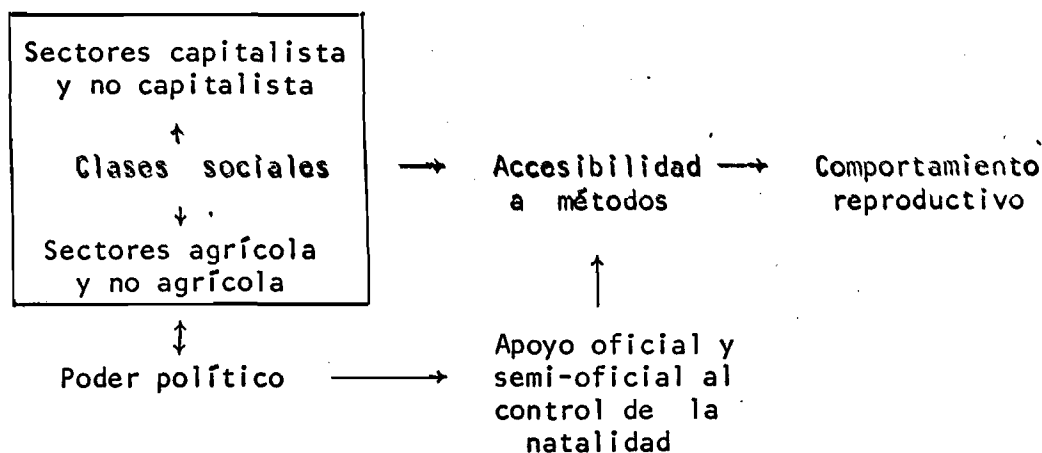 Sectores capitalista
y no capitalista
↑
Clases sociales → Accesibilidad → Comportamiento
a métodos reproductivo
↓
Sectores agrícola
y no agrícola
↑
↕
Poder político → Apoyo oficial y
semi-oficial al
control de la
natalidad